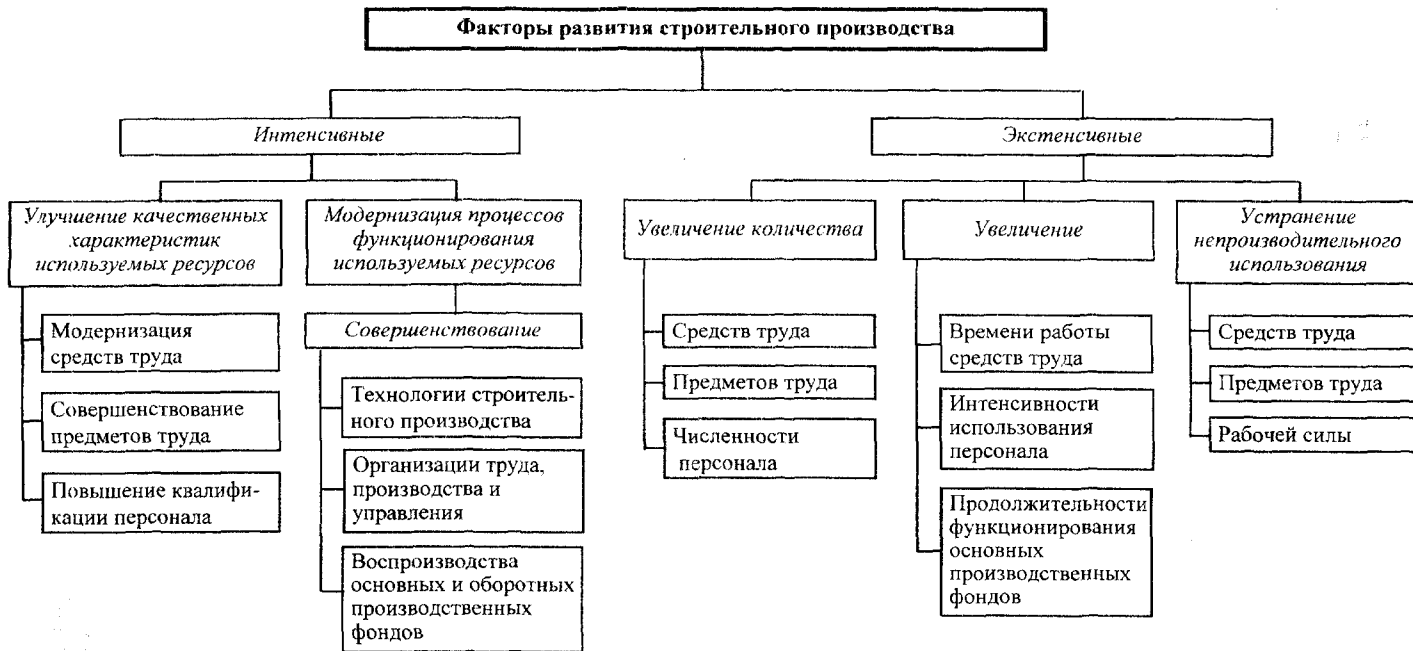 Факторы развития строительного производства
Интенсивные
Экстенсивные
Улучшение качественных
характеристик
используемых ресурсов
Модернизация процессов
функционирования
используемых ресурсов
Увеличение количества
Увеличение
Устранение
непроизводительного
использования
Модернизация
средств труда
Совершенствование
предметов труда
Повышение квалифи-
кации персонала
Совершенствование
Технологии строитель-
ного производства
Организации труда,
производства и
управления
Воспроизводства
основных и оборотных
производственных
фондов
Средств труда
Предметов труда
Численности
персонала
Времени работы
средств труда
Интенсивности
использования
персонала
Продолжительности
функционирования
основных
производственных
фондов
Средств труда
Предметов труда
Рабочей силы